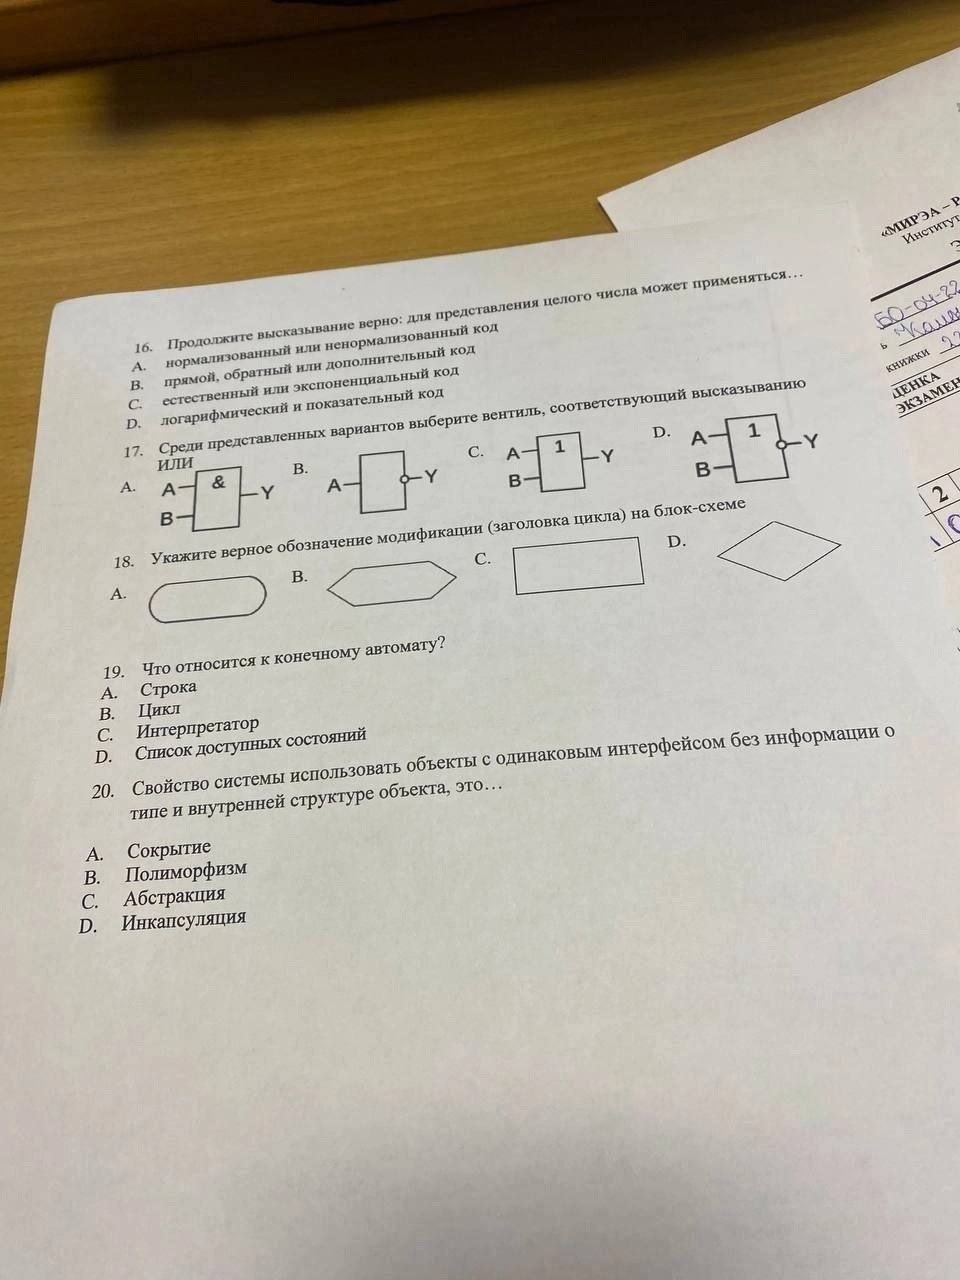 16. Продолжите высказывание верно: для представления целого числа может применяться…
A. нормализованный или ненормализованный код
B. прямой, обратный или дополнительный код
C. естественный или экспоненциальный код
D. логарифмический и показательный код
17. Среди представленных вариантов выберите вентиль, соответствующий высказыванию
ИЛИ
A. A B & Y B. A Y C. A B 1 Y D. A B 1 Y
18. Укажите верное обозначение модификации (заголовка цикла) на блок-схеме
A. B. C. D.
19. Что относится к конечному автомату?
A. Строка
B. Цикл
C. Интерпретатор
D. Список доступных состояний
20. Свойство системы использовать объекты с одинаковым интерфейсом без информации о
типе и внутренней структуре объекта, это…
A. Сокрытие
B. Полиморфизм
C. Абстракция
D. Инкапсуляция
«МИРЭА – Р
Институт
Э
БО-04-22
книжки 22
ЦЕНКА
ЭКЗАМЕН
2